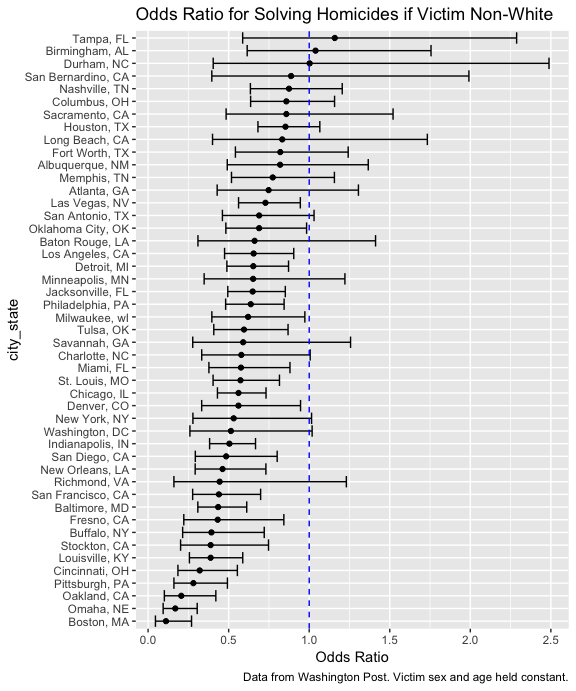 Odds Ratio for Solving Homicides if Victim Non-White
city_state
Tampa, FL
Birmingham, AL
Durham, NC
San Bernardino, CA
Nashville, TN
Columbus, OH
Sacramento, CA
Houston, TX
Long Beach, CA
Fort Worth, TX
Albuquerque, NM
Memphis, TN
Atlanta, GA
Las Vegas, NV
San Antonio, TX
Oklahoma City, OK
Baton Rouge, LA
Los Angeles, CA
Detroit, MI
Minneapolis, MN
Jacksonville, FL
Philadelphia, PA
Milwaukee, wI
Tulsa, OK
Savannah, GA
Charlotte, NC
Miami, FL
St. Louis, MO
Chicago, IL
Denver, CO
New York, NY
Washington, DC
Indianapolis, IN
San Diego, CA
New Orleans, LA
Richmond, VA
San Francisco, CA
Baltimore, MD
Fresno, CA
Buffalo, NY
Stockton, CA
Louisville, KY
Cincinnati, OH
Pittsburgh, PA
Oakland, CA
Omaha, NE
Boston, MA
0.0 0.5 1.0 1.5 2.0 2.5
Odds Ratio
Data from Washington Post. Victim sex and age held constant.